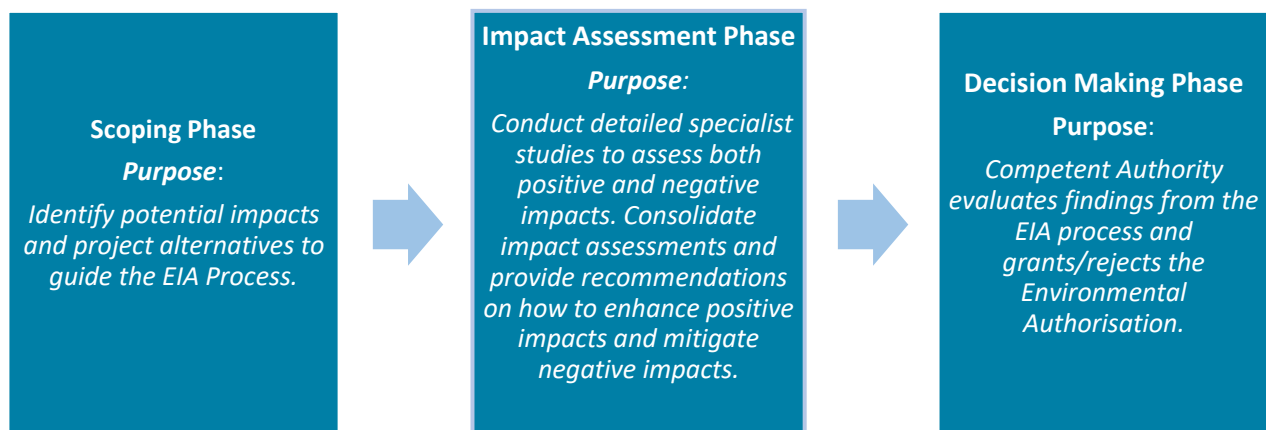 Scoping Phase
Purpose:
Identify potential impacts
and project alternatives to
guide the EIA Process.
Impact Assessment Phase
Purpose:
Conduct detailed specialist
studies to assess both
positive and negative
impacts. Consolidate
impact assessments and
provide recommendations
on how to enhance positive
impacts and mitigate
negative impacts.
Decision Making Phase
Purpose:
Competent Authority
evaluates findings from the
EIA process and
grants/rejects the
Environmental
Authorisation.